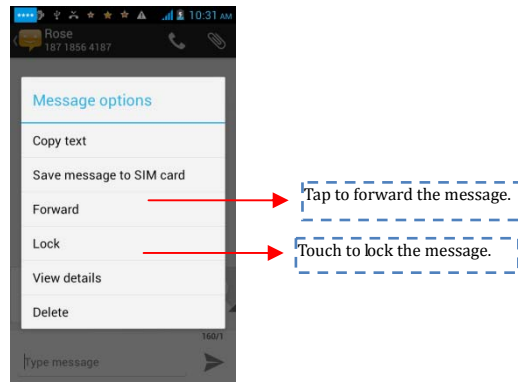 10:31 AM
Rose
187 1856 4187
Message options
Copy text
Save message to SIM card
Forward
Tap to forward the message.
Lock
Touch to lock the message.
View details
Delete
160/1
Type message